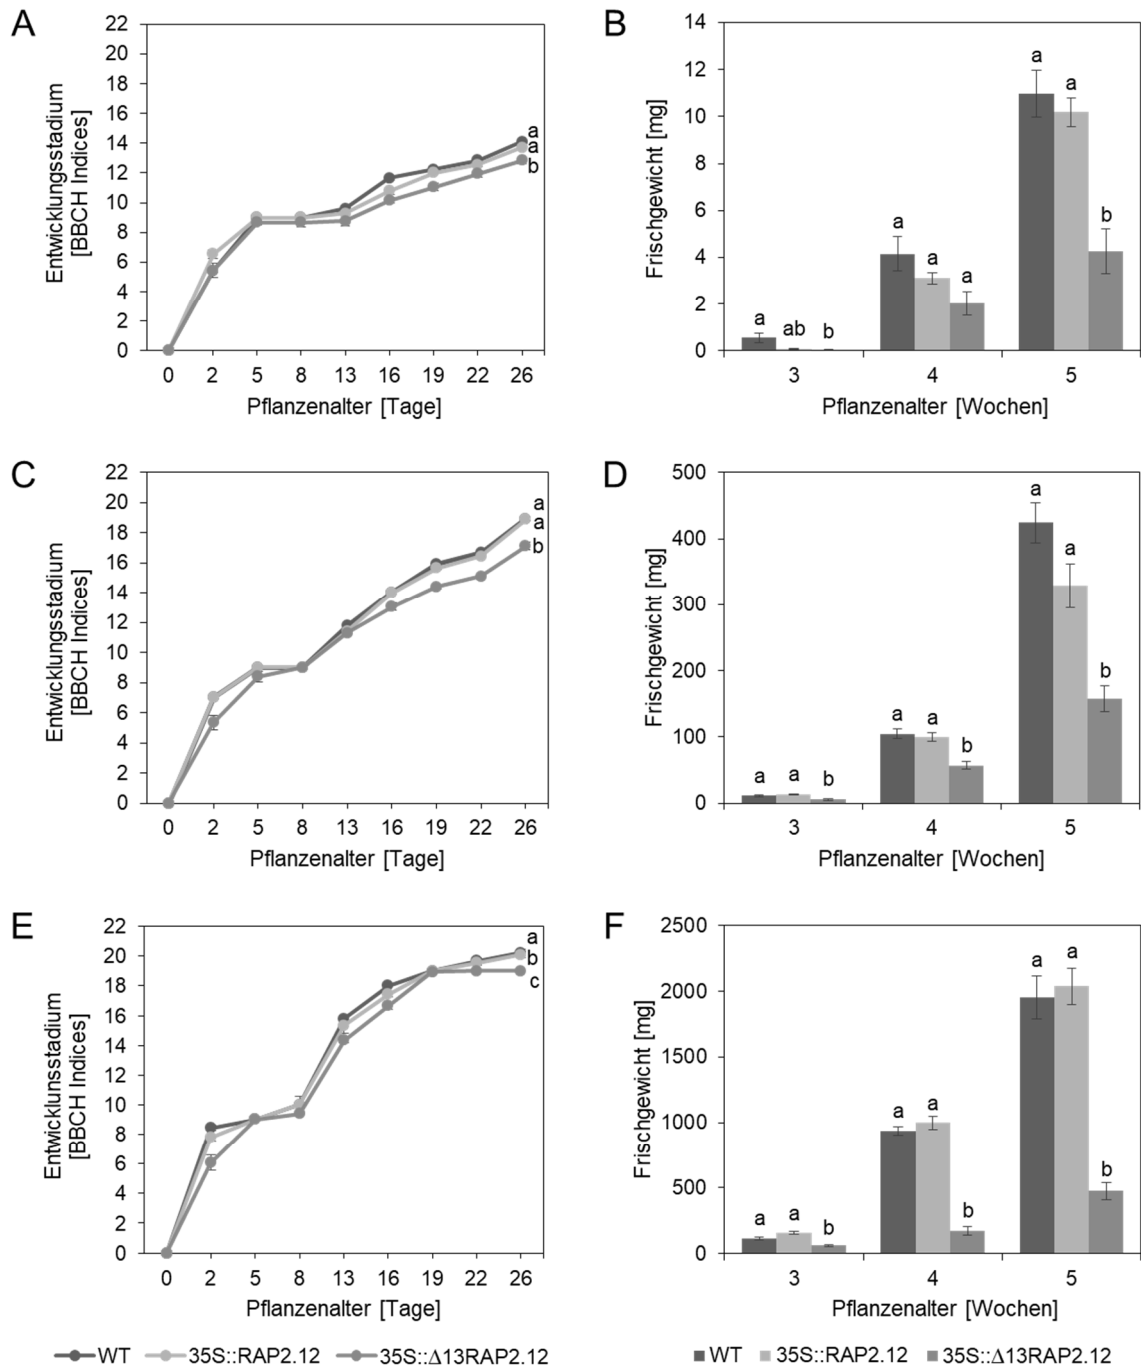 A
22
20
18
16
14
12
10
8
6
4
2
0
Entwicklungsstadium
[BBCH Indices]
a
a
b
0 2 5 8 13 16 19 22 26
Pflanzenalter [Tage]
B
14
12
10
8
6
4
2
0
Frischgewicht [mg]
a ab b
a a a
a a b
3 4 5
Pflanzenalter [Wochen]
C
22
20
18
16
14
12
10
8
6
4
2
0
Entwicklungsstadium
[BBCH Indices]
a
a
b
0 2 5 8 13 16 19 22 26
Pflanzenalter [Tage]
D
500
400
300
200
100
0
Frischgewicht [mg]
a a b
a a b
a a b
3 4 5
Pflanzenalter [Wochen]
E
22
20
18
16
14
12
10
8
6
4
2
0
Entwicklunsstadium
[BBCH Indices]
a
b
c
0 2 5 8 13 16 19 22 26
Pflanzenalter [Tage]
F
2500
2000
1500
1000
500
0
Frischgewicht [mg]
a a b
a a b
a a b
3 4 5
Pflanzenalter [Wochen]
WT 35S::RAP2.12 35S::Δ13RAP2.12
WT 35S::RAP2.12 35S::Δ13RAP2.12